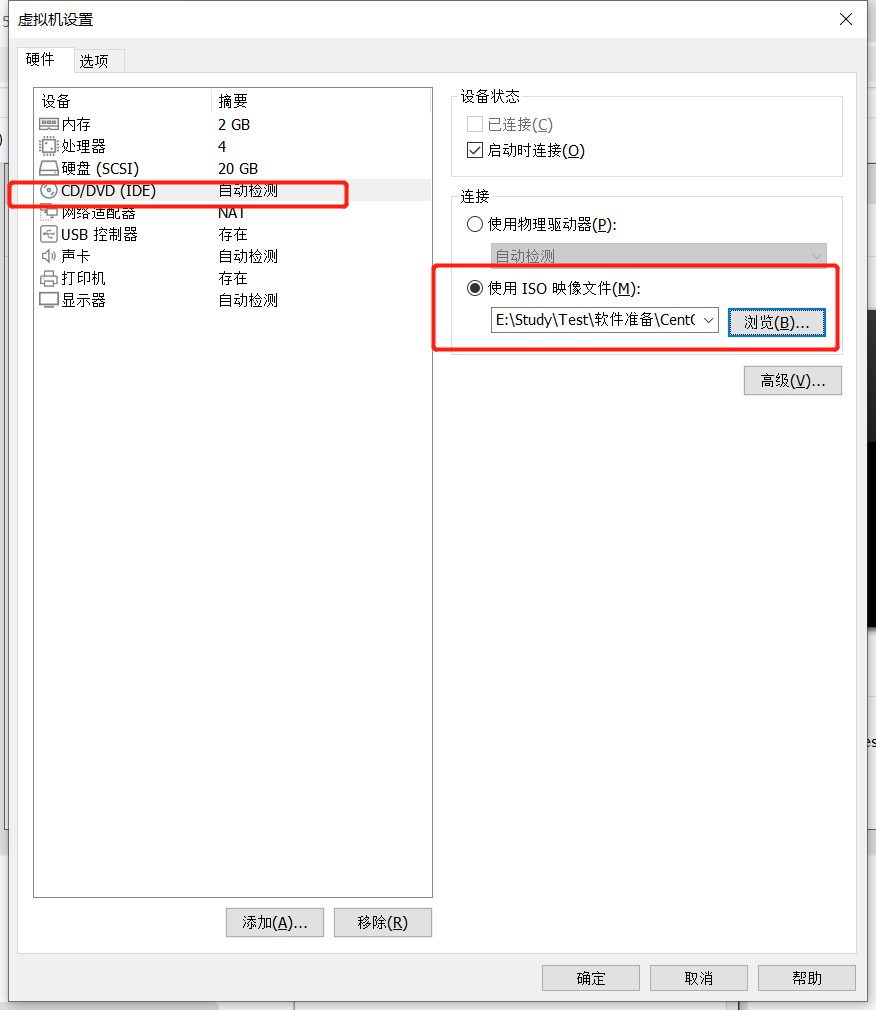 虚拟机设置
硬件 选项
设备 摘要
内存 2 GB
处理器 4
硬盘 (SCSI) 20 GB
CD/DVD (IDE) 自动检测
网络适配器 NAT
USB 控制器 存在
声卡 自动检测
打印机 存在
显示器 自动检测
添加(A)... 移除(R)
设备状态
已连接(C)
启动时连接(O)
连接
使用物理驱动器(P):
自动检测
使用 ISO 映像文件(M):
E:\Study\Test\软件准备\Cent
浏览(B)...
高级(V)...
确定 取消 帮助